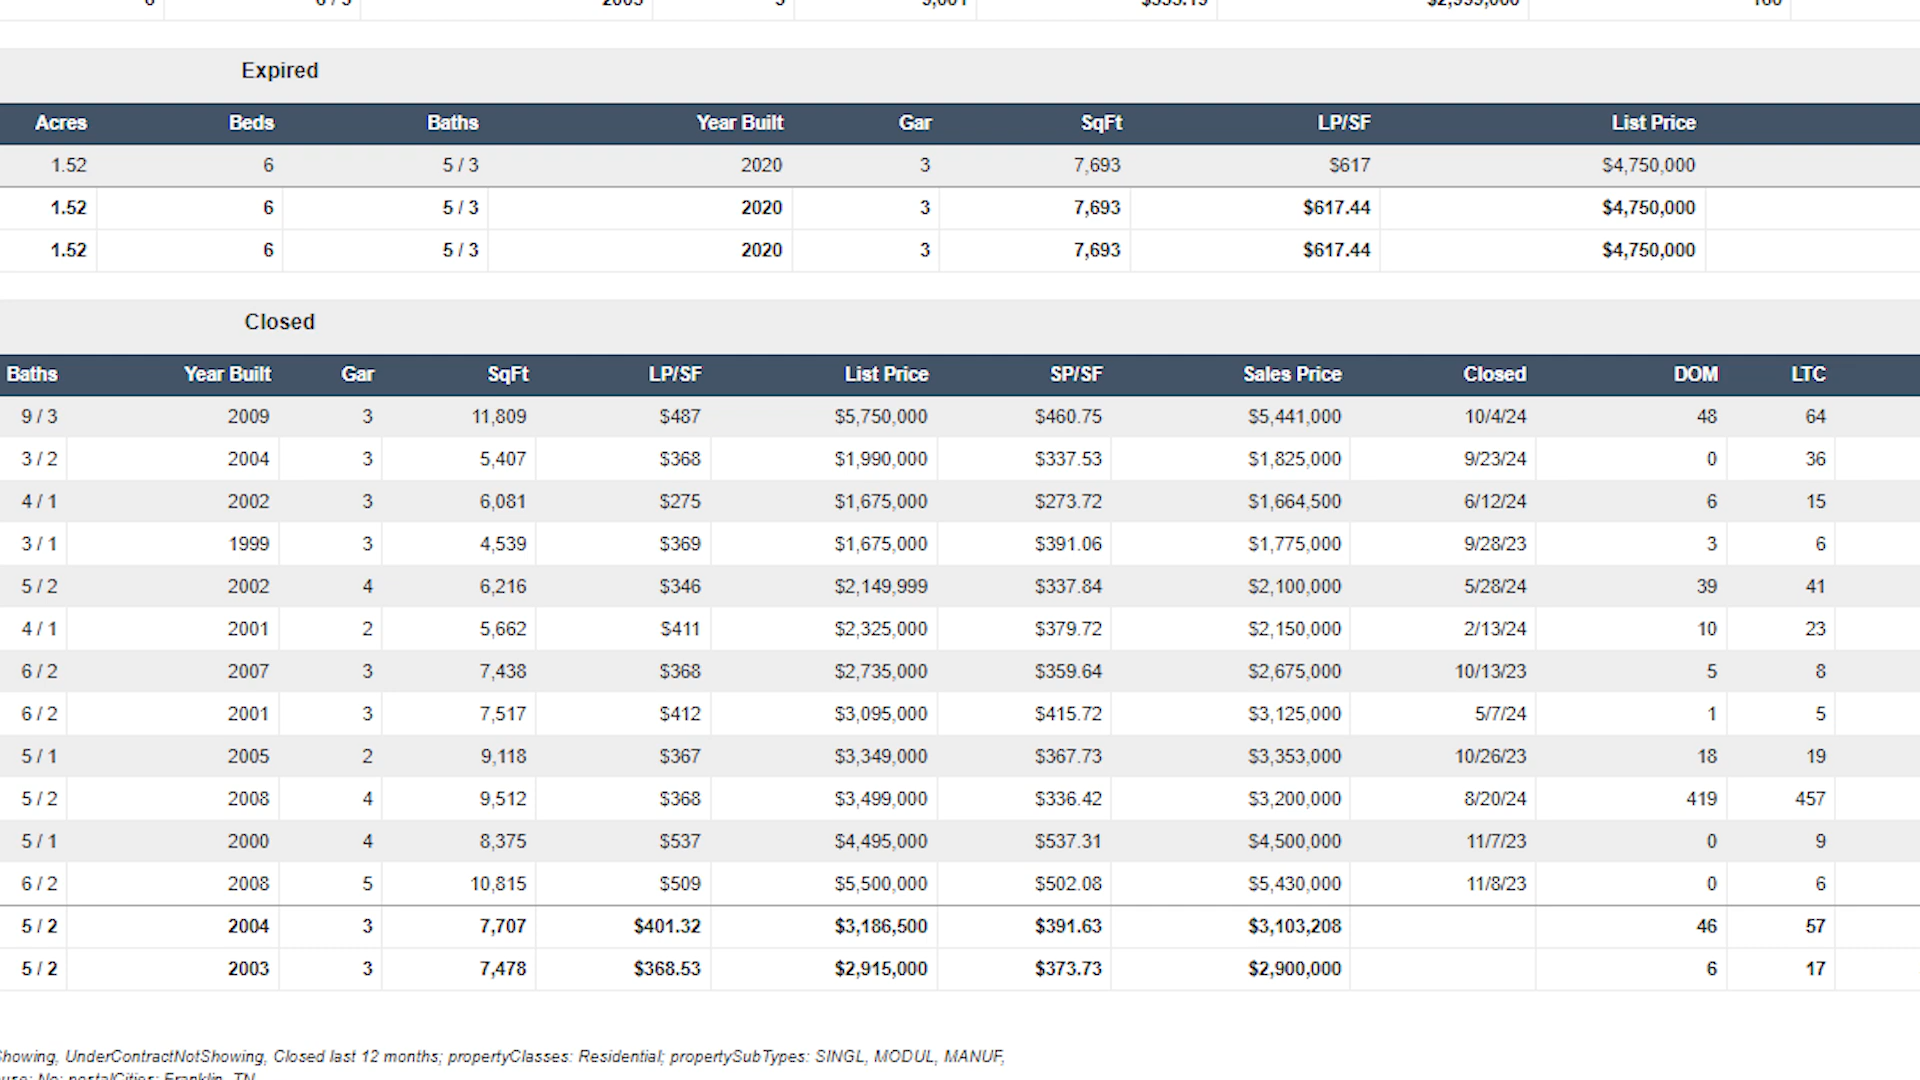 Expired
Acres Beds Baths Year Built Gar SqFt LP/SF List Price
1.52 6 5 / 3 2020 3 7,693 $617 $4,750,000
1.52 6 5 / 3 2020 3 7,693 $617.44 $4,750,000
1.52 6 5 / 3 2020 3 7,693 $617.44 $4,750,000
Closed
Baths Year Built Gar SqFt LP/SF List Price SP/SF Sales Price Closed DOM LTC
9 / 3 2009 3 11,809 $487 $5,750,000 $460.75 $5,441,000 10/4/24 48 64
3 / 2 2004 3 5,407 $368 $1,990,000 $337.53 $1,825,000 9/23/24 0 36
4 / 1 2002 3 6,081 $275 $1,675,000 $273.72 $1,664,500 6/12/24 6 15
3 / 1 1999 3 4,539 $369 $1,675,000 $391.06 $1,775,000 9/28/23 3 6
5 / 2 2002 4 6,216 $346 $2,149,999 $337.84 $2,100,000 5/28/24 39 41
4 / 1 2001 2 5,662 $411 $2,325,000 $379.72 $2,150,000 2/13/24 10 23
6 / 2 2007 3 7,438 $368 $2,735,000 $359.64 $2,675,000 10/13/23 5 8
6 / 2 2001 3 7,517 $412 $3,095,000 $415.72 $3,125,000 5/7/24 1 5
5 / 1 2005 2 9,118 $367 $3,349,000 $367.73 $3,353,000 10/26/23 18 19
5 / 2 2008 4 9,512 $368 $3,499,000 $336.42 $3,200,000 8/20/24 419 457
5 / 1 2000 4 8,375 $537 $4,495,000 $537.31 $4,500,000 11/7/23 0 9
6 / 2 2008 5 10,815 $509 $5,500,000 $502.08 $5,430,000 11/8/23 0 6
5 / 2 2004 3 7,707 $401.32 $3,186,500 $391.63 $3,103,208 46 57
5 / 2 2003 3 7,478 $368.53 $2,915,000 $373.73 $2,900,000 6 17
Showing, UnderContractNotShowing, Closed last 12 months; propertyClasses: Residential; propertySubTypes: SINGL, MODUL, MANUF,
No; postalCities: Franklin, TN